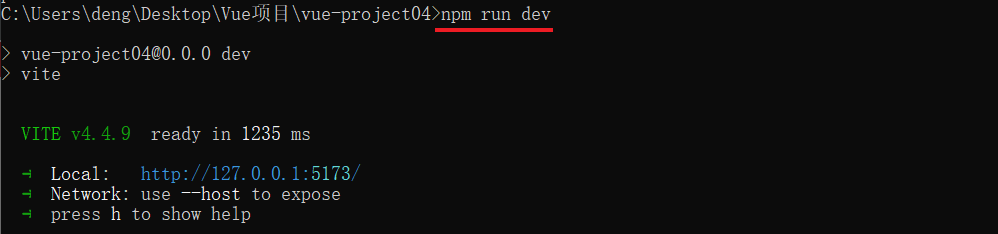 C:\Users\deng\Desktop\Vue项目\vue-project04>npm run dev
> vue-project04@0.0.0 dev
> vite
VITE v4.4.9  ready in 1235 ms
➜  Local:   http://127.0.0.1:5173/
➜  Network: use --host to expose
➜  press h to show help